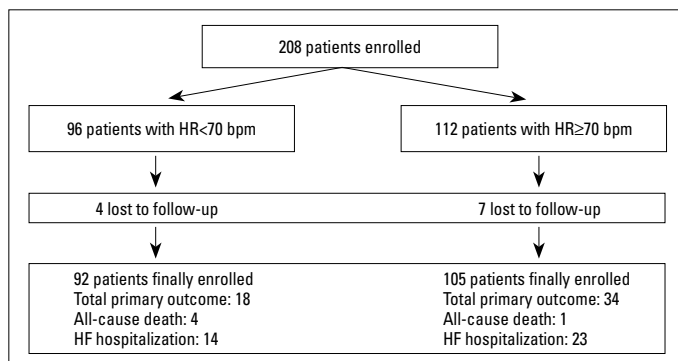 208 patients enrolled
96 patients with HR<70 bpm
112 patients with HR≥70 bpm
4 lost to follow-up
7 lost to follow-up
92 patients finally enrolled
Total primary outcome: 18
All-cause death: 4
HF hospitalization: 14
105 patients finally enrolled
Total primary outcome: 34
All-cause death: 1
HF hospitalization: 23